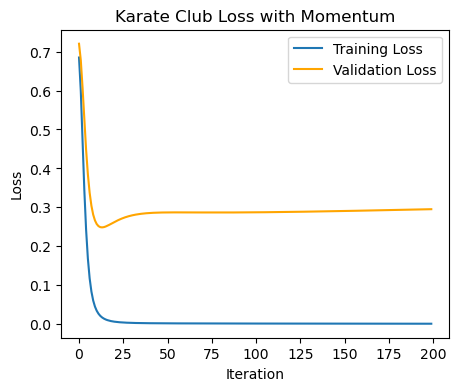 Karate Club Loss with Momentum
Training Loss
Validation Loss
Loss
0.7
0.6
0.5
0.4
0.3
0.2
0.1
0.0
0 25 50 75 100 125 150 175 200
Iteration